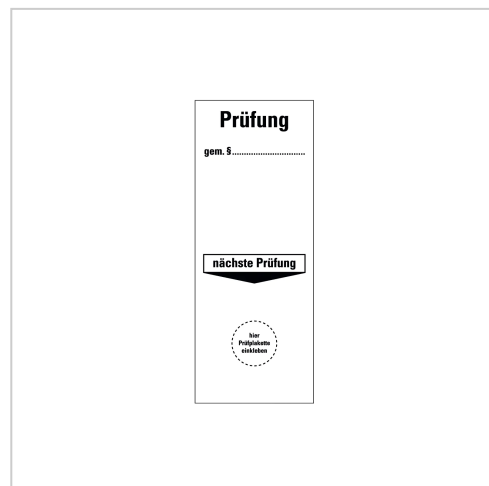 Prüfung
gem. §...............................
nächste Prüfung
hier
Prüfplakette
einkleben